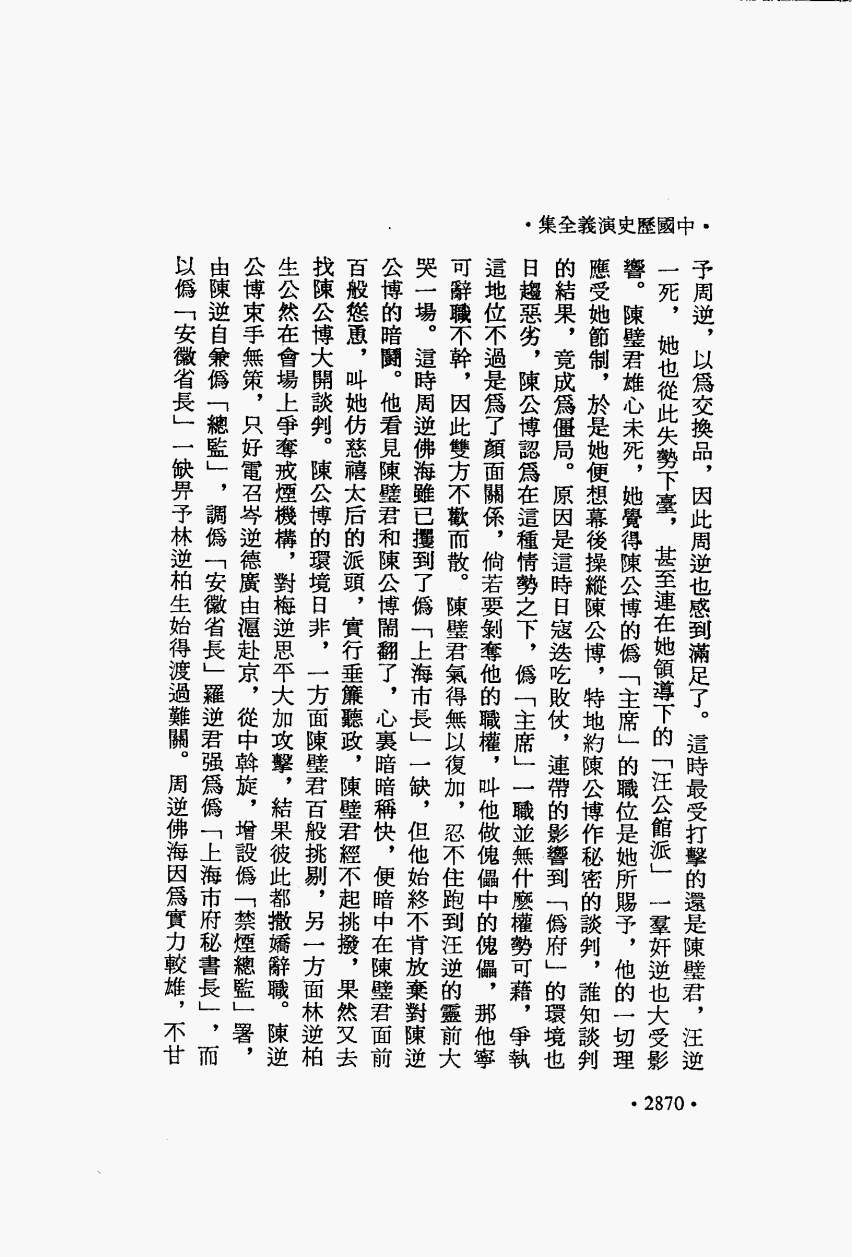 •中國歷史演義全集•
予周逆，以爲交換品，因此周逆也感到滿足了。這時最受打擊的還是陳璧君，汪逆
一死，她也從此失勢下臺，甚至連在她領導下的「汪公館派」一羣奸逆也大受影
響。陳璧君雄心未死，她覺得陳公博的僞「主席」的職位是她所賜予，他的一切理
應受她節制，於是她便想幕後操縱陳公博，特地約陳公博作秘密的談判，誰知談判
的結果，竟成爲僵局。原因是這時日寇迭吃敗仗，連帶的影響到「僞府」的環境也
日趨惡劣，陳公博認爲在這種情勢之下，僞「主席」一職並無什麼權勢可藉，爭執
這地位不過是爲了顏面關係，倘若要剝奪他的職權，叫他做傀儡中的傀儡，那他寧
可辭職不幹，因此雙方不歡而散。陳璧君氣得無以復加，忍不住跑到汪逆的靈前大
哭一場。這時周逆佛海雖已攫到了僞「上海市長」一缺，但他始終不肯放棄對陳逆
公博的暗鬭。他看見陳璧君和陳公博鬧翻了，心裏暗暗稱快，便暗中在陳璧君面前
百般慫恿，叫她仿慈禧太后的派頭，實行垂簾聽政，陳璧君經不起挑撥，果然又去
找陳公博大開談判。陳公博的環境日非，一方面陳璧君百般挑剔，另一方面林逆柏
生公然在會場上爭奪戒煙機構，對梅逆思平大加攻擊，結果彼此都撒嬌辭職。陳逆
公博束手無策，只好電召岑逆德廣由滬赴京，從中斡旋，增設僞「禁煙總監」署，
由陳逆自兼僞「總監」，調僞「安徽省長」羅逆君强爲僞「上海市府秘書長」，而
以僞「安徽省長」一缺畀予林逆柏生始得渡過難關。周逆佛海因爲實力較雄，不甘
•2870•